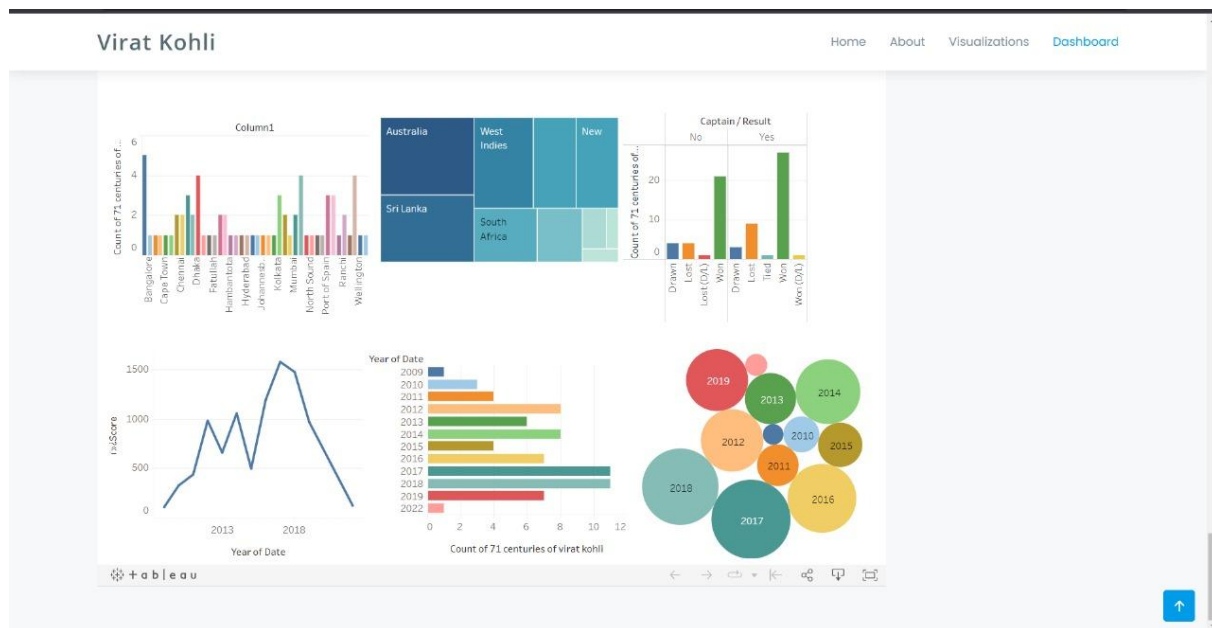 Virat Kohli
Home About Visualizations Dashboard
Column1
Count of 71 centuries of ...
6
4
2
0
Bangalore
Cape Town
Chennai
Dhaka
Fatullah
Hambantota
Hyderabad
Johannesb..
Kolkata
Mumbai
North Sound
Port of Spain
Ranchi
Wellington
Australia
West
Indies
New
Sri Lanka
South
Africa
Captain / Result
No Yes
Count of 71 centuries of...
20
10
0
Drawn
Lost
Lost (D/L)
Won
Drawn
Lost
Tied
Won
Won (D/L)
1500
1000
500
0
2013 2018
Year of Date
Year of Date
2009
2010
2011
2012
2013
2014
2015
2016
2017
2018
2019
2022
0 2 4 6 8 10 12
Count of 71 centuries of virat kohli
2019
2013
2014
2012
2010
2015
2011
2018
2016
2017
+ableau